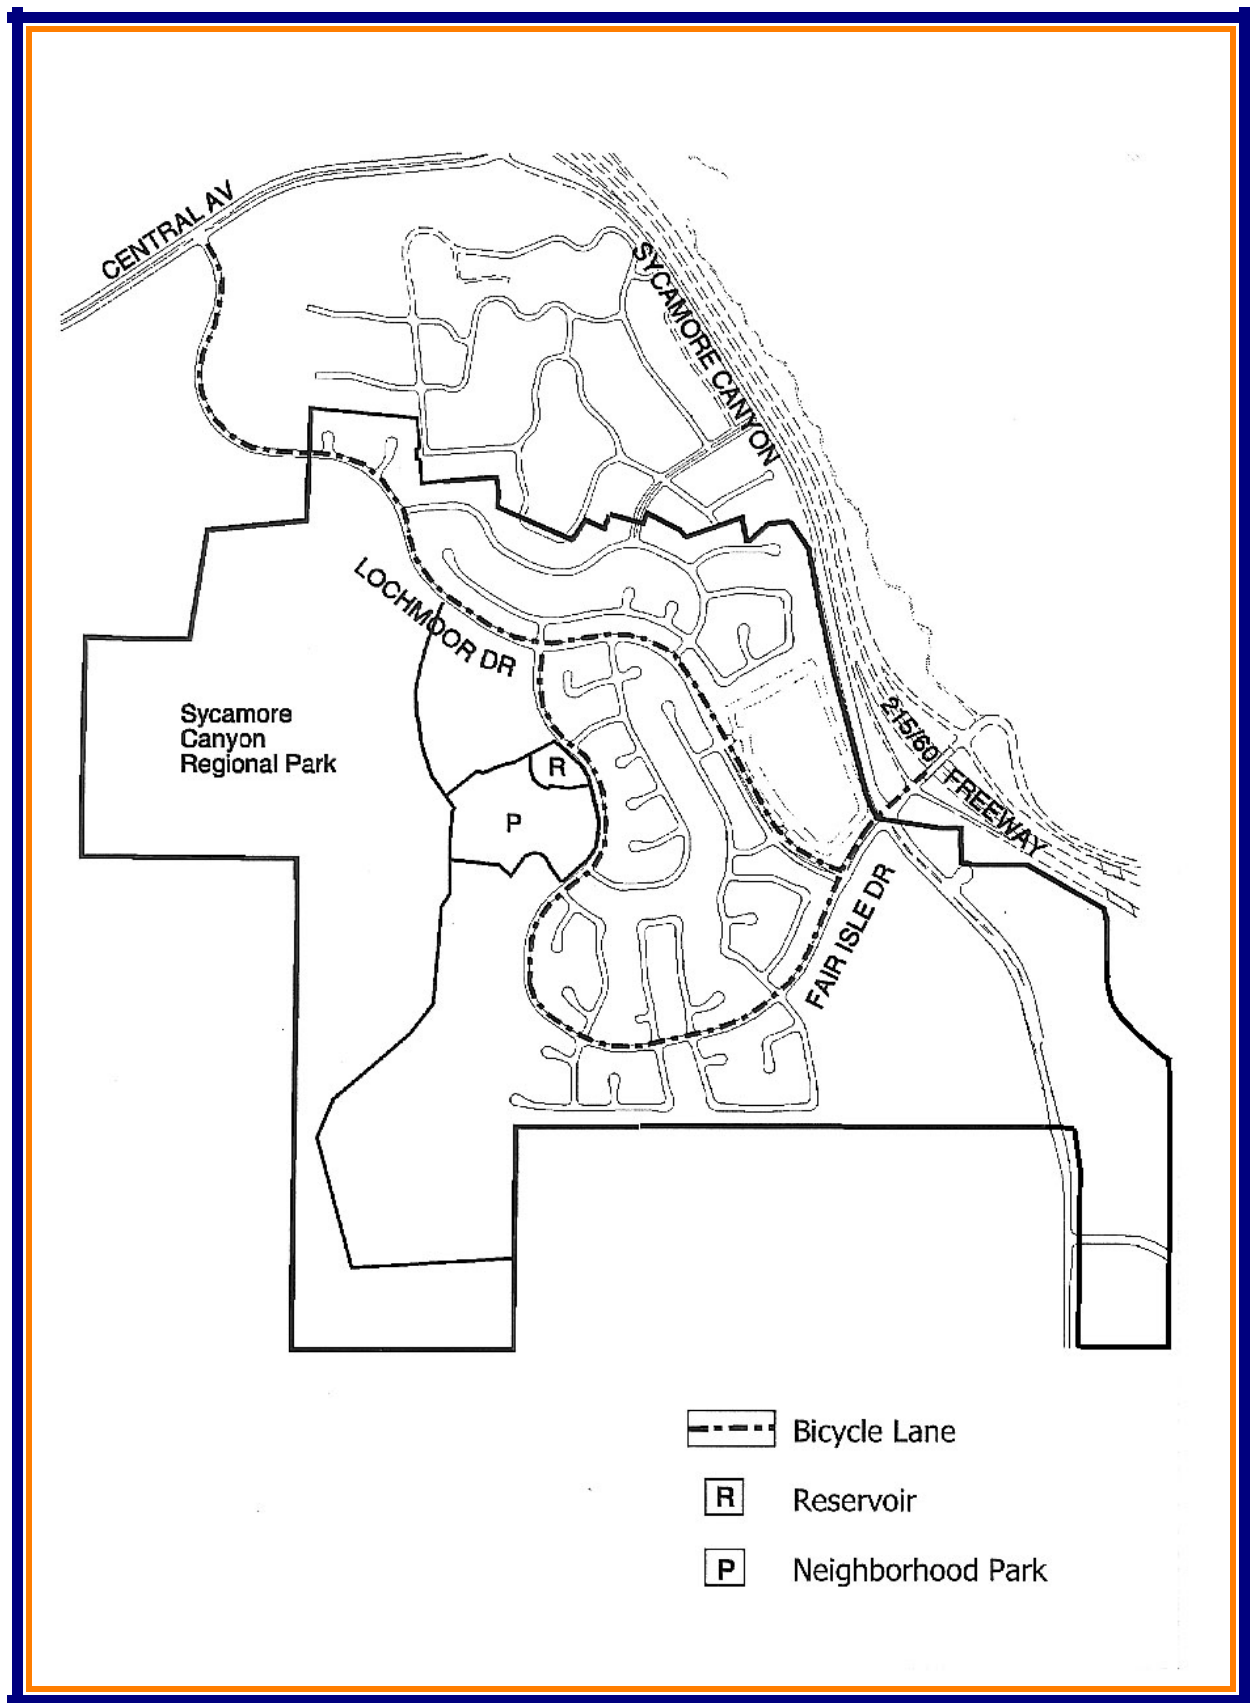 CENTRAL AV
SYCAMORE CANYON
LOCHMOOR DR
Sycamore
Canyon
Regional Park
215/60 FREEWAY
R
P
FAIR ISLE DR
Bicycle Lane
R Reservoir
P Neighborhood Park